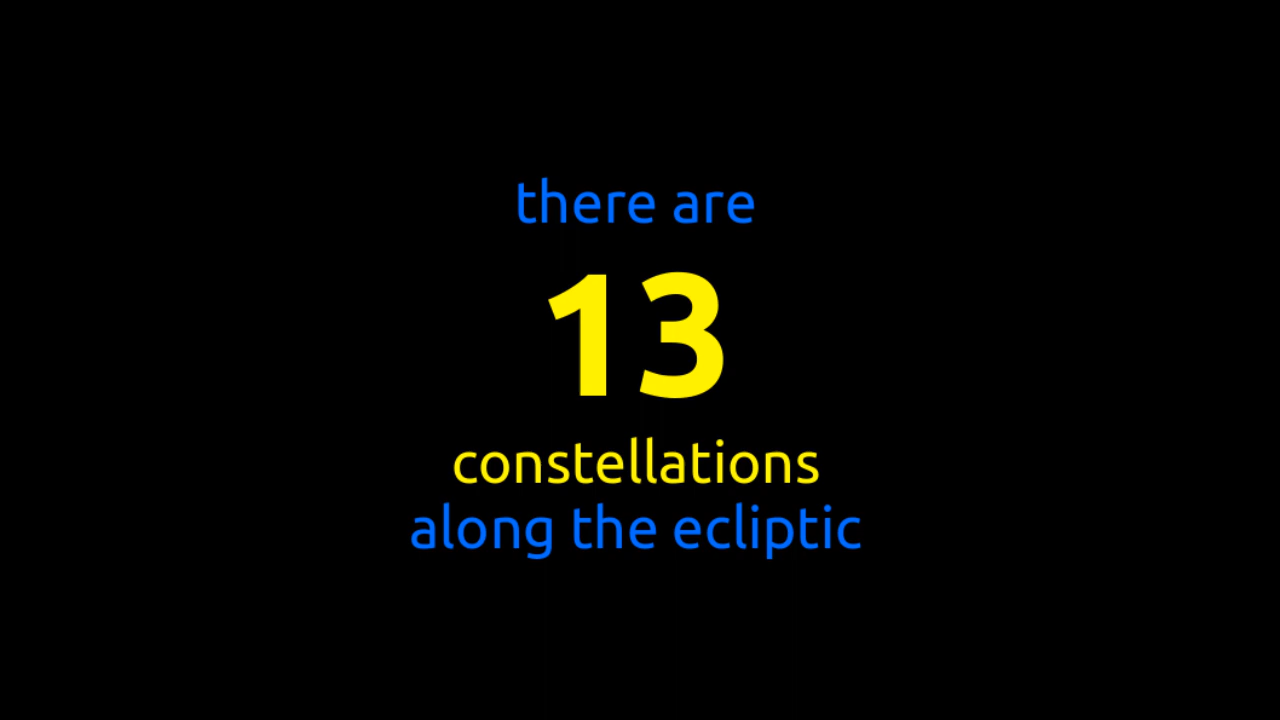 there are
13
constellations
along the ecliptic